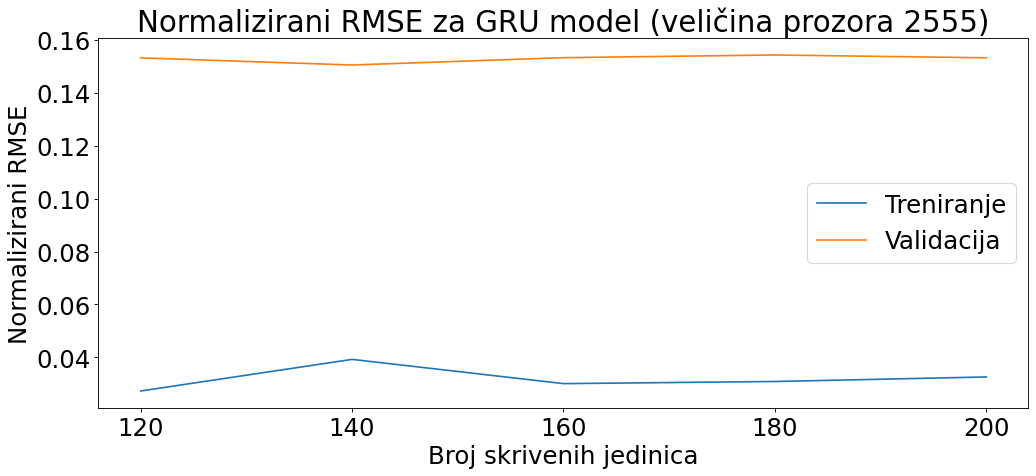 Normalizirani RMSE za GRU model (veličina prozora 2555)
Normalizirani RMSE
0.16
0.14
0.12
0.10
0.08
0.06
0.04
Treniranje
Validacija
120 140 160 180 200
Broj skrivenih jedinica